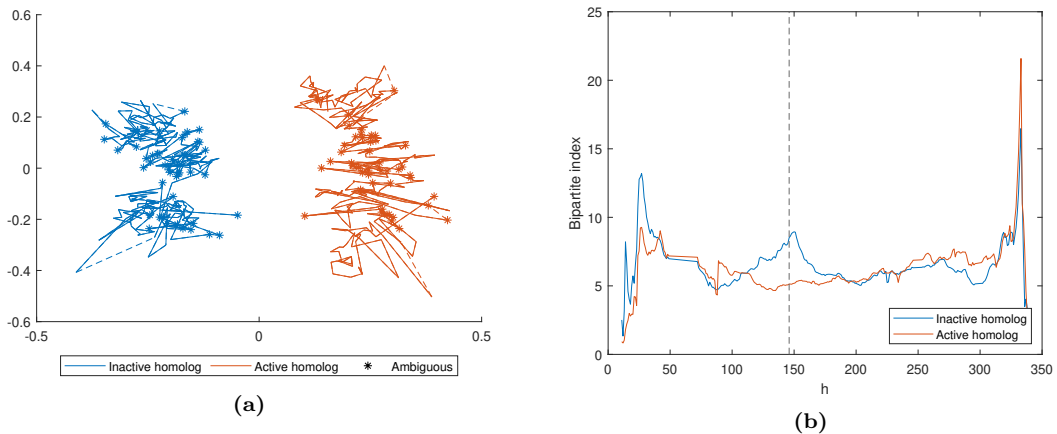 0.6
0.4
0.2
0
-0.2
-0.4
-0.6
-0.5
0
0.5
Inactive homolog
Active homolog
Ambiguous
(a)
25
20
15
10
5
0
Bipartite index
0
50
100
150
200
250
300
350
h
Inactive homolog
Active homolog
(b)